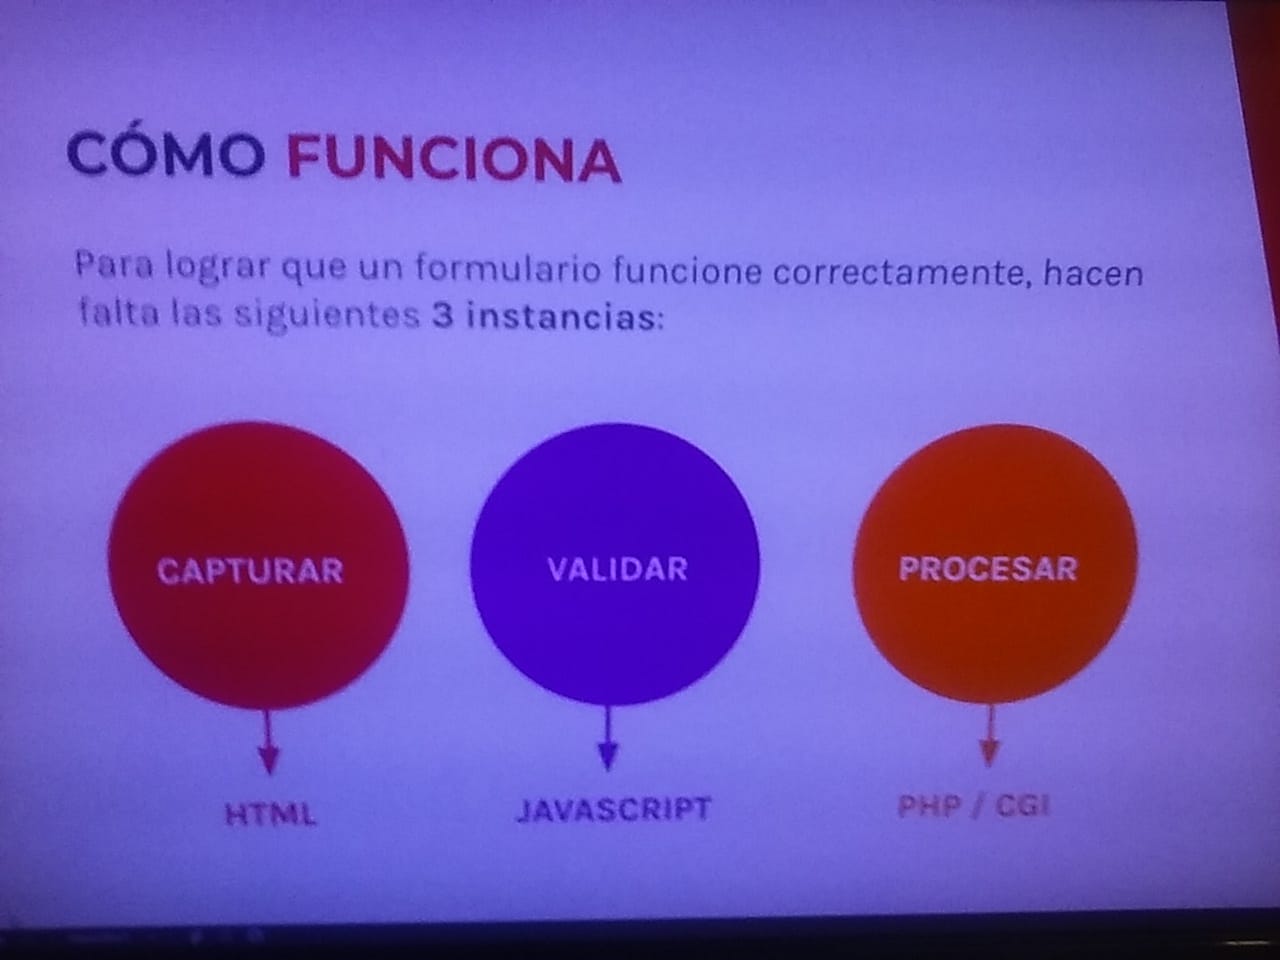 CÓMO FUNCIONA
Para lograr que un formulario funcione correctamente, hacen
falta las siguientes 3 instancias:
CAPTURAR
VALIDAR
PROCESAR
HTML
JAVASCRIPT
PHP / CGI